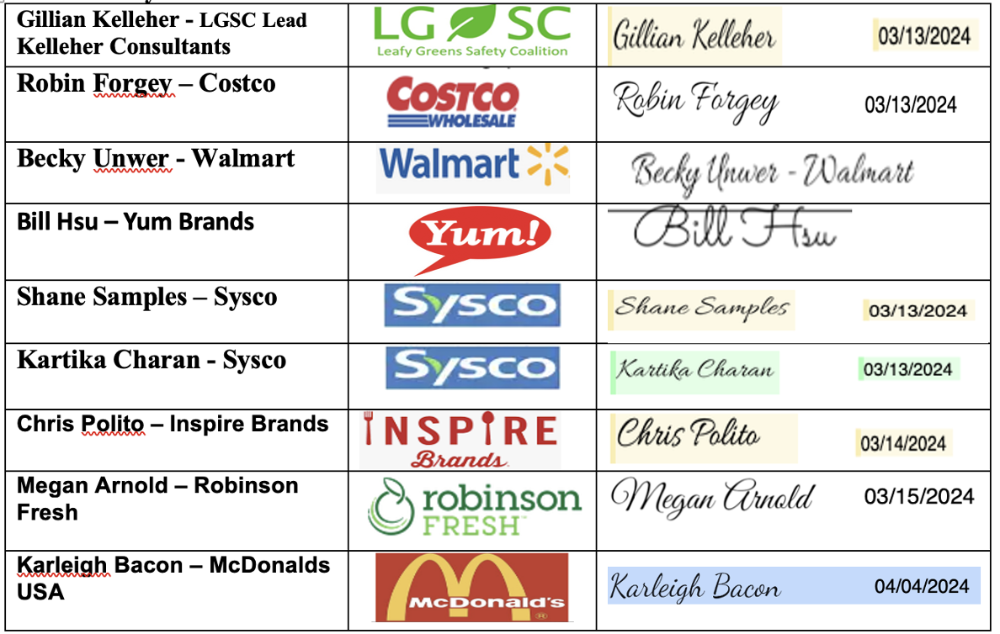 Gillian Kelleher - LGSC Lead
Kelleher Consultants
LG SC
Leafy Greens Safety Coalition
Gillian Kelleher 03/13/2024
Robin Forgey – Costco
COSTCO
WHOLESALE
Robin Forgey 03/13/2024
Becky Unwer - Walmart
Walmart
Becky Unwer - Walmart
Bill Hsu – Yum Brands
Yum!
Bill Hsu
Shane Samples – Sysco
Sysco
Shane Samples 03/13/2024
Kartika Charan - Sysco
Sysco
Kartika Charan 03/13/2024
Chris Polito – Inspire Brands
INSPIRE
Brands.
Chris Polito 03/14/2024
Megan Arnold – Robinson
Fresh
robinson
FRESH™
Megan Arnold 03/15/2024
Karleigh Bacon – McDonalds
USA
McDonald's®
Karleigh Bacon 04/04/2024